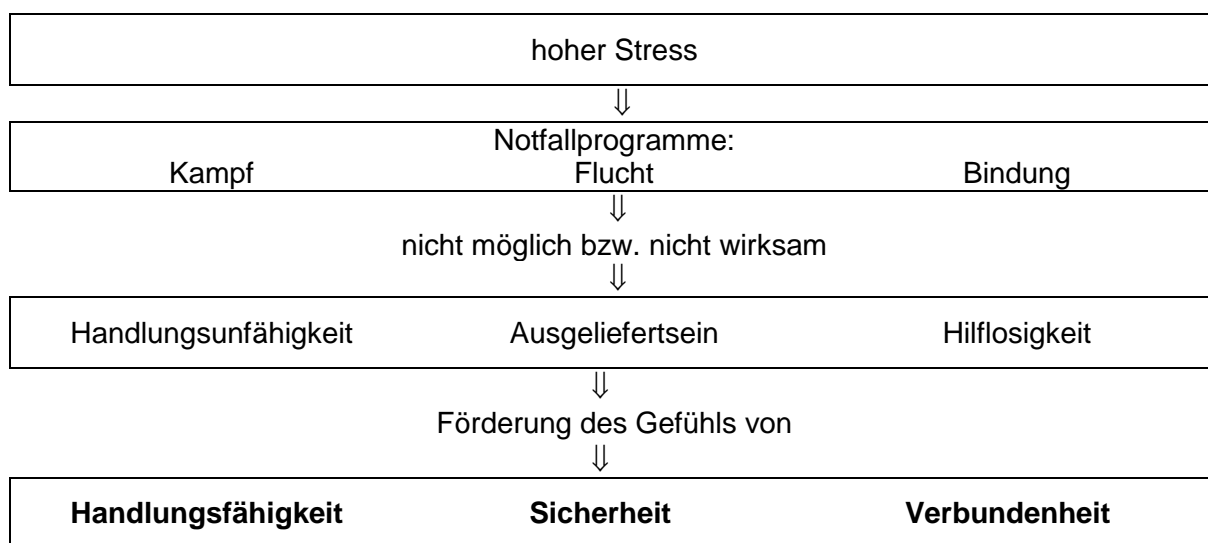 hoher Stress
⇓
Notfallprogramme:
Kampf Flucht Bindung
⇓
nicht möglich bzw. nicht wirksam
⇓
Handlungsunfähigkeit Ausgeliefertsein Hilflosigkeit
⇓
Förderung des Gefühls von
⇓
Handlungsfähigkeit Sicherheit Verbundenheit